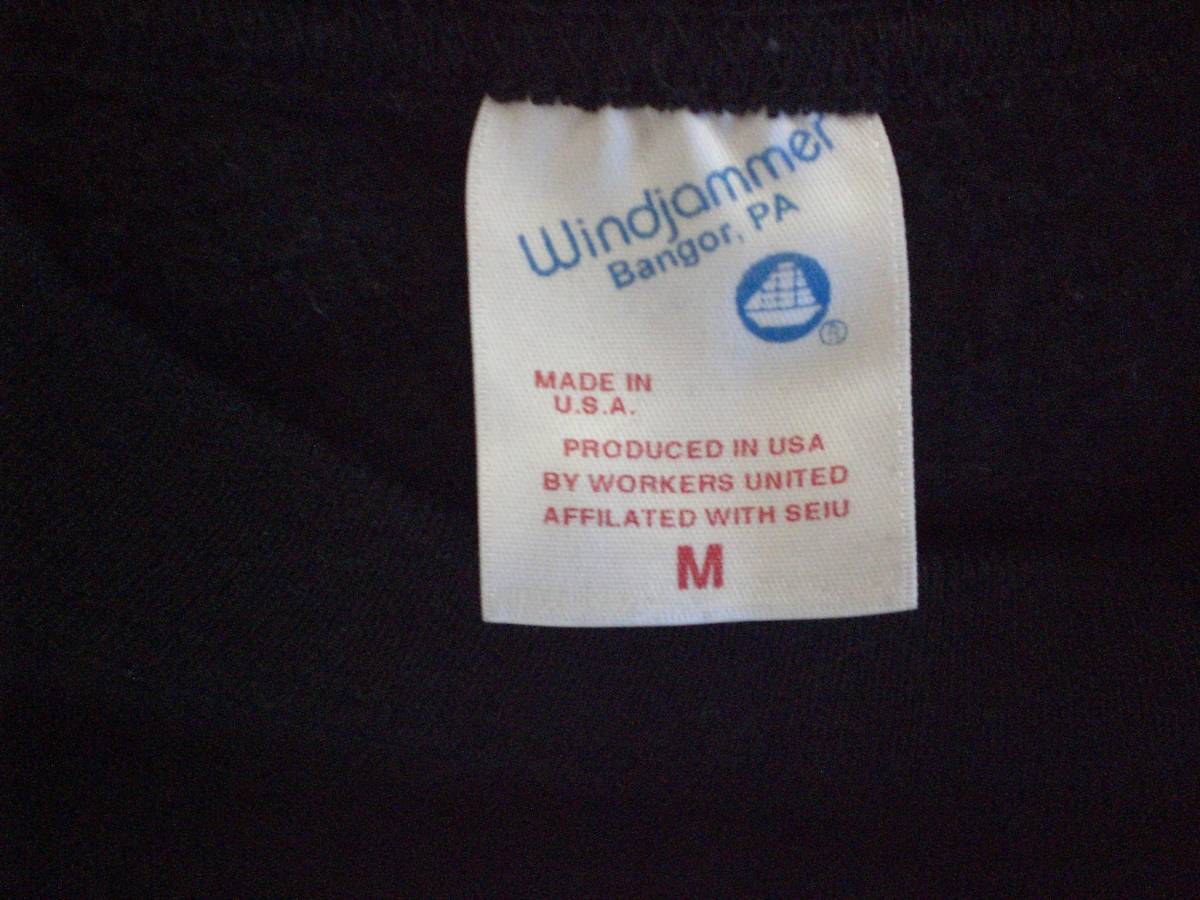 Windjammer
Bangor, PA
®
MADE IN
U.S.A.
PRODUCED IN USA
BY WORKERS UNITED
AFFILATED WITH SEIU
M